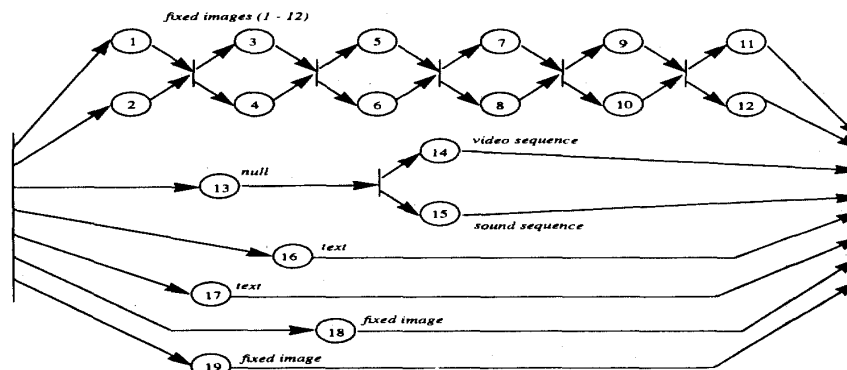 fixed images (1 - 12)
1 3 5 7 9 11
2 4 6 8 10 12
video sequence
14
null
13
15
sound sequence
text
16
text
17
fixed image
18
fixed image
19